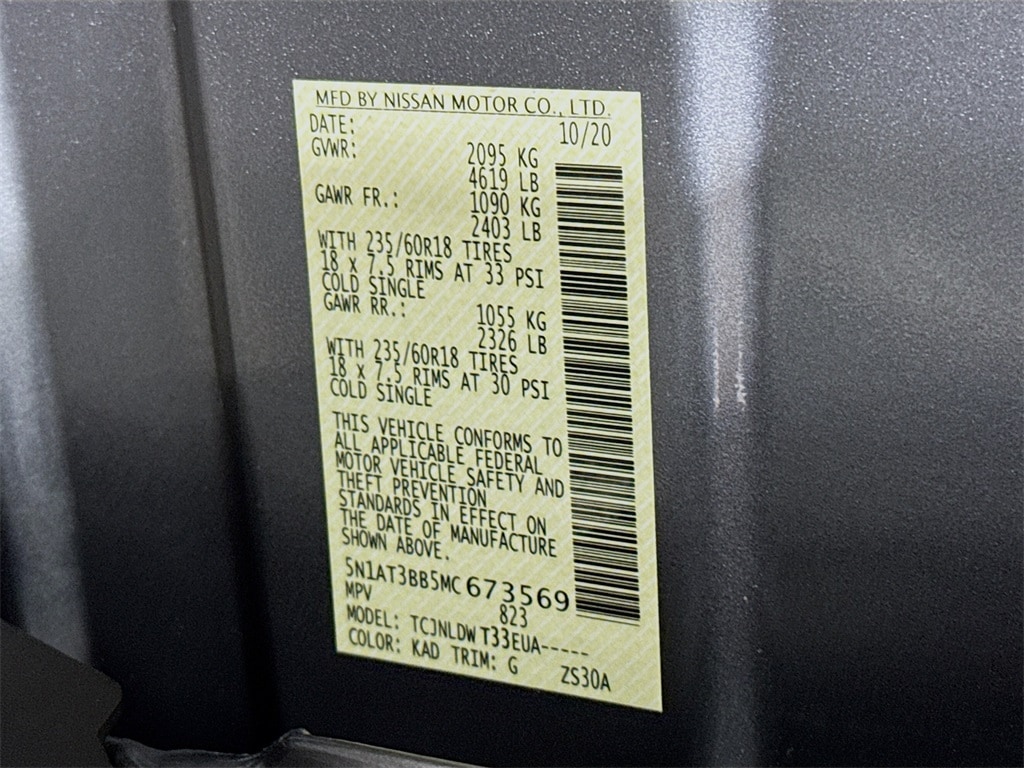 MFD BY NISSAN MOTOR CO., LTD.
DATE: 10/20
GVWR: 2095 KG
4619 LB
GAWR FR.: 1090 KG
2403 LB
WITH 235/60R18 TIRES
18 x 7.5 RIMS AT 33 PSI
COLD SINGLE
GAWR RR.: 1055 KG
2326 LB
WITH 235/60R18 TIRES
18 x 7.5 RIMS AT 30 PSI
COLD SINGLE
THIS VEHICLE CONFORMS TO
ALL APPLICABLE FEDERAL
MOTOR VEHICLE SAFETY AND
THEFT PREVENTION
STANDARDS IN EFFECT ON
THE DATE OF MANUFACTURE
SHOWN ABOVE.
5N1AT3BB5MC673569
MPV 823
MODEL: TCJNLDWT33EUA-----
COLOR: KAD TRIM: G ZS30A